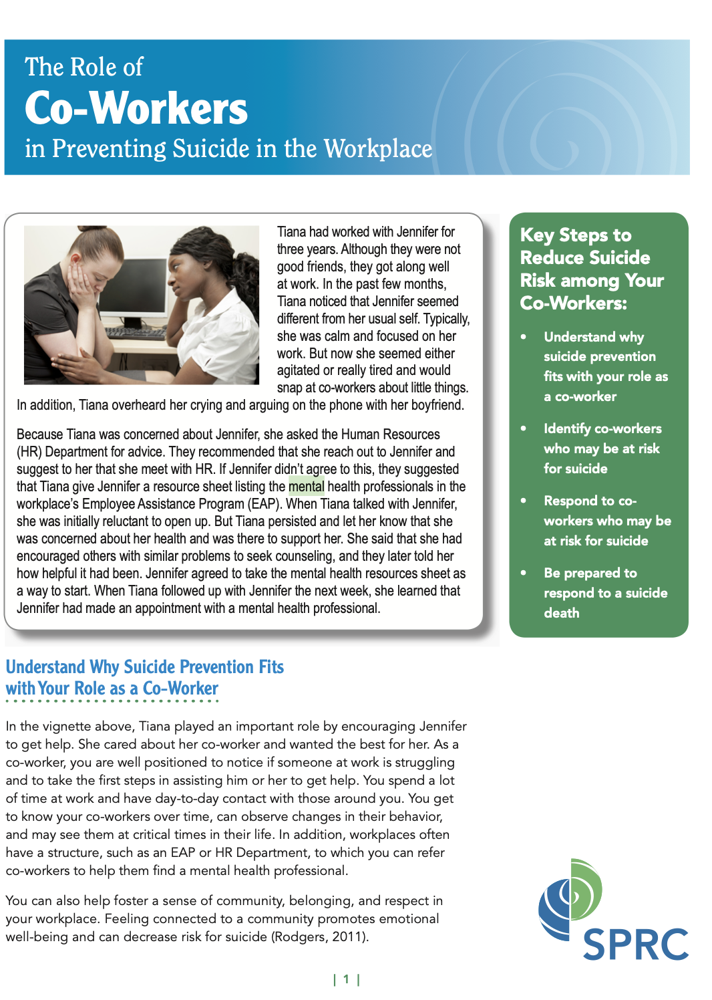 The Role of
Co-Workers
in Preventing Suicide in the Workplace
Tiana had worked with Jennifer for
three years. Although they were not
good friends, they got along well
at work. In the past few months,
Tiana noticed that Jennifer seemed
different from her usual self. Typically,
she was calm and focused on her
work. But now she seemed either
agitated or really tired and would
snap at co-workers about little things.
In addition, Tiana overheard her crying and arguing on the phone with her boyfriend.
Because Tiana was concerned about Jennifer, she asked the Human Resources
(HR) Department for advice. They recommended that she reach out to Jennifer and
suggest to her that she meet with HR. If Jennifer didn't agree to this, they suggested
that Tiana give Jennifer a resource sheet listing the mental health professionals in the
workplace's Employee Assistance Program (EAP). When Tiana talked with Jennifer,
she was initially reluctant to open up. But Tiana persisted and let her know that she
was concerned about her health and was there to support her. She said that she had
encouraged others with similar problems to seek counseling, and they later told her
how helpful it had been. Jennifer agreed to take the mental health resources sheet as
a way to start. When Tiana followed up with Jennifer the next week, she learned that
Jennifer had made an appointment with a mental health professional.
Key Steps to
Reduce Suicide
Risk among Your
Co-Workers:
• Understand why
suicide prevention
fits with your role as
a co-worker
• Identify co-workers
who may be at risk
for suicide
• Respond to co-
workers who may be
at risk for suicide
• Be prepared to
respond to a suicide
death
Understand Why Suicide Prevention Fits
with Your Role as a Co-Worker
In the vignette above, Tiana played an important role by encouraging Jennifer
to get help. She cared about her co-worker and wanted the best for her. As a
co-worker, you are well positioned to notice if someone at work is struggling
and to take the first steps in assisting him or her to get help. You spend a lot
of time at work and have day-to-day contact with those around you. You get
to know your co-workers over time, can observe changes in their behavior,
and may see them at critical times in their life. In addition, workplaces often
have a structure, such as an EAP or HR Department, to which you can refer
co-workers to help them find a mental health professional.
You can also help foster a sense of community, belonging, and respect in
your workplace. Feeling connected to a community promotes emotional
well-being and can decrease risk for suicide (Rodgers, 2011).
SPRC
| 1 |